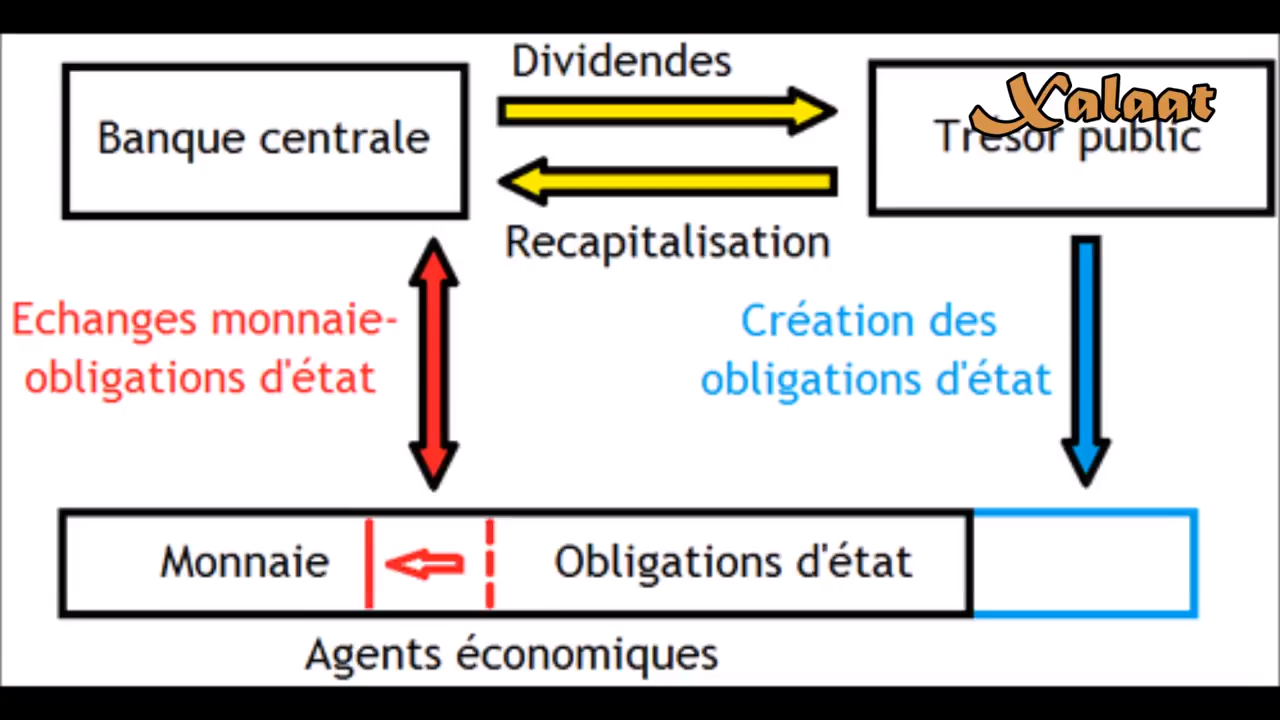 Dividendes
Banque centrale
Xalaat
Trésor public
Recapitalisation
Echanges monnaie-
obligations d'état
Création des
obligations d'état
Monnaie
Obligations d'état
Agents économiques